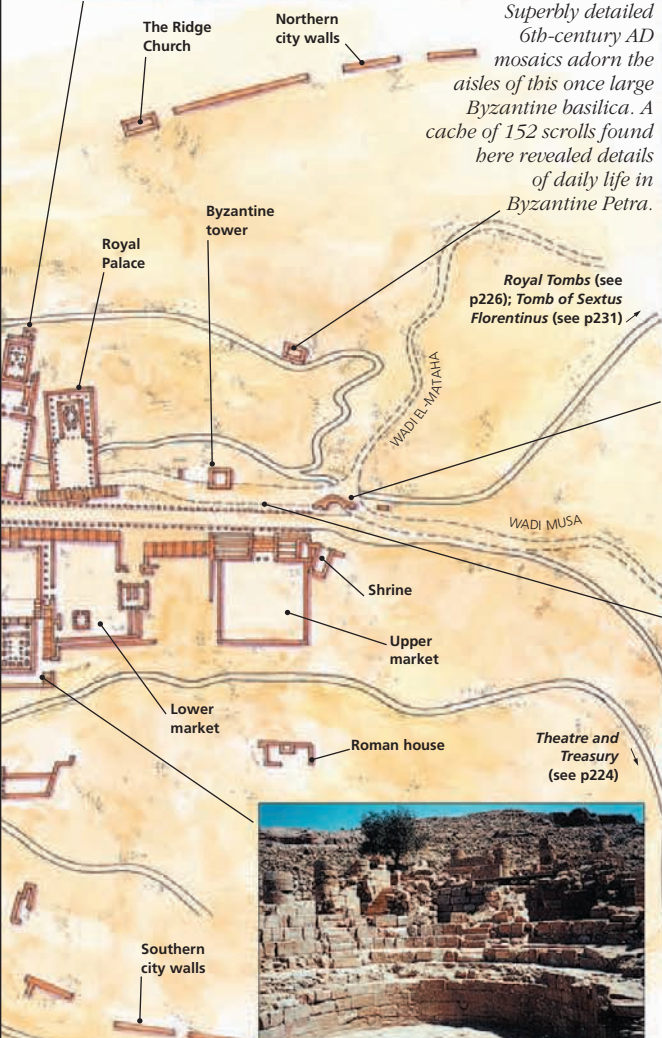 Superbly detailed
6th-century AD
mosaics adorn the
aisles of this once large
Byzantine basilica. A
cache of 152 scrolls found
here revealed details
of daily life in
Byzantine Petra.
The Ridge
Church
Northern
city walls
Byzantine
tower
Royal
Palace
Royal Tombs (see
p226); Tomb of Sextus
Florentinus (see p231)
WADI EL-MATAHA
WADI MUSA
Shrine
Upper
market
Lower
market
Roman house
Theatre and
Treasury
(see p224)
Southern
city walls